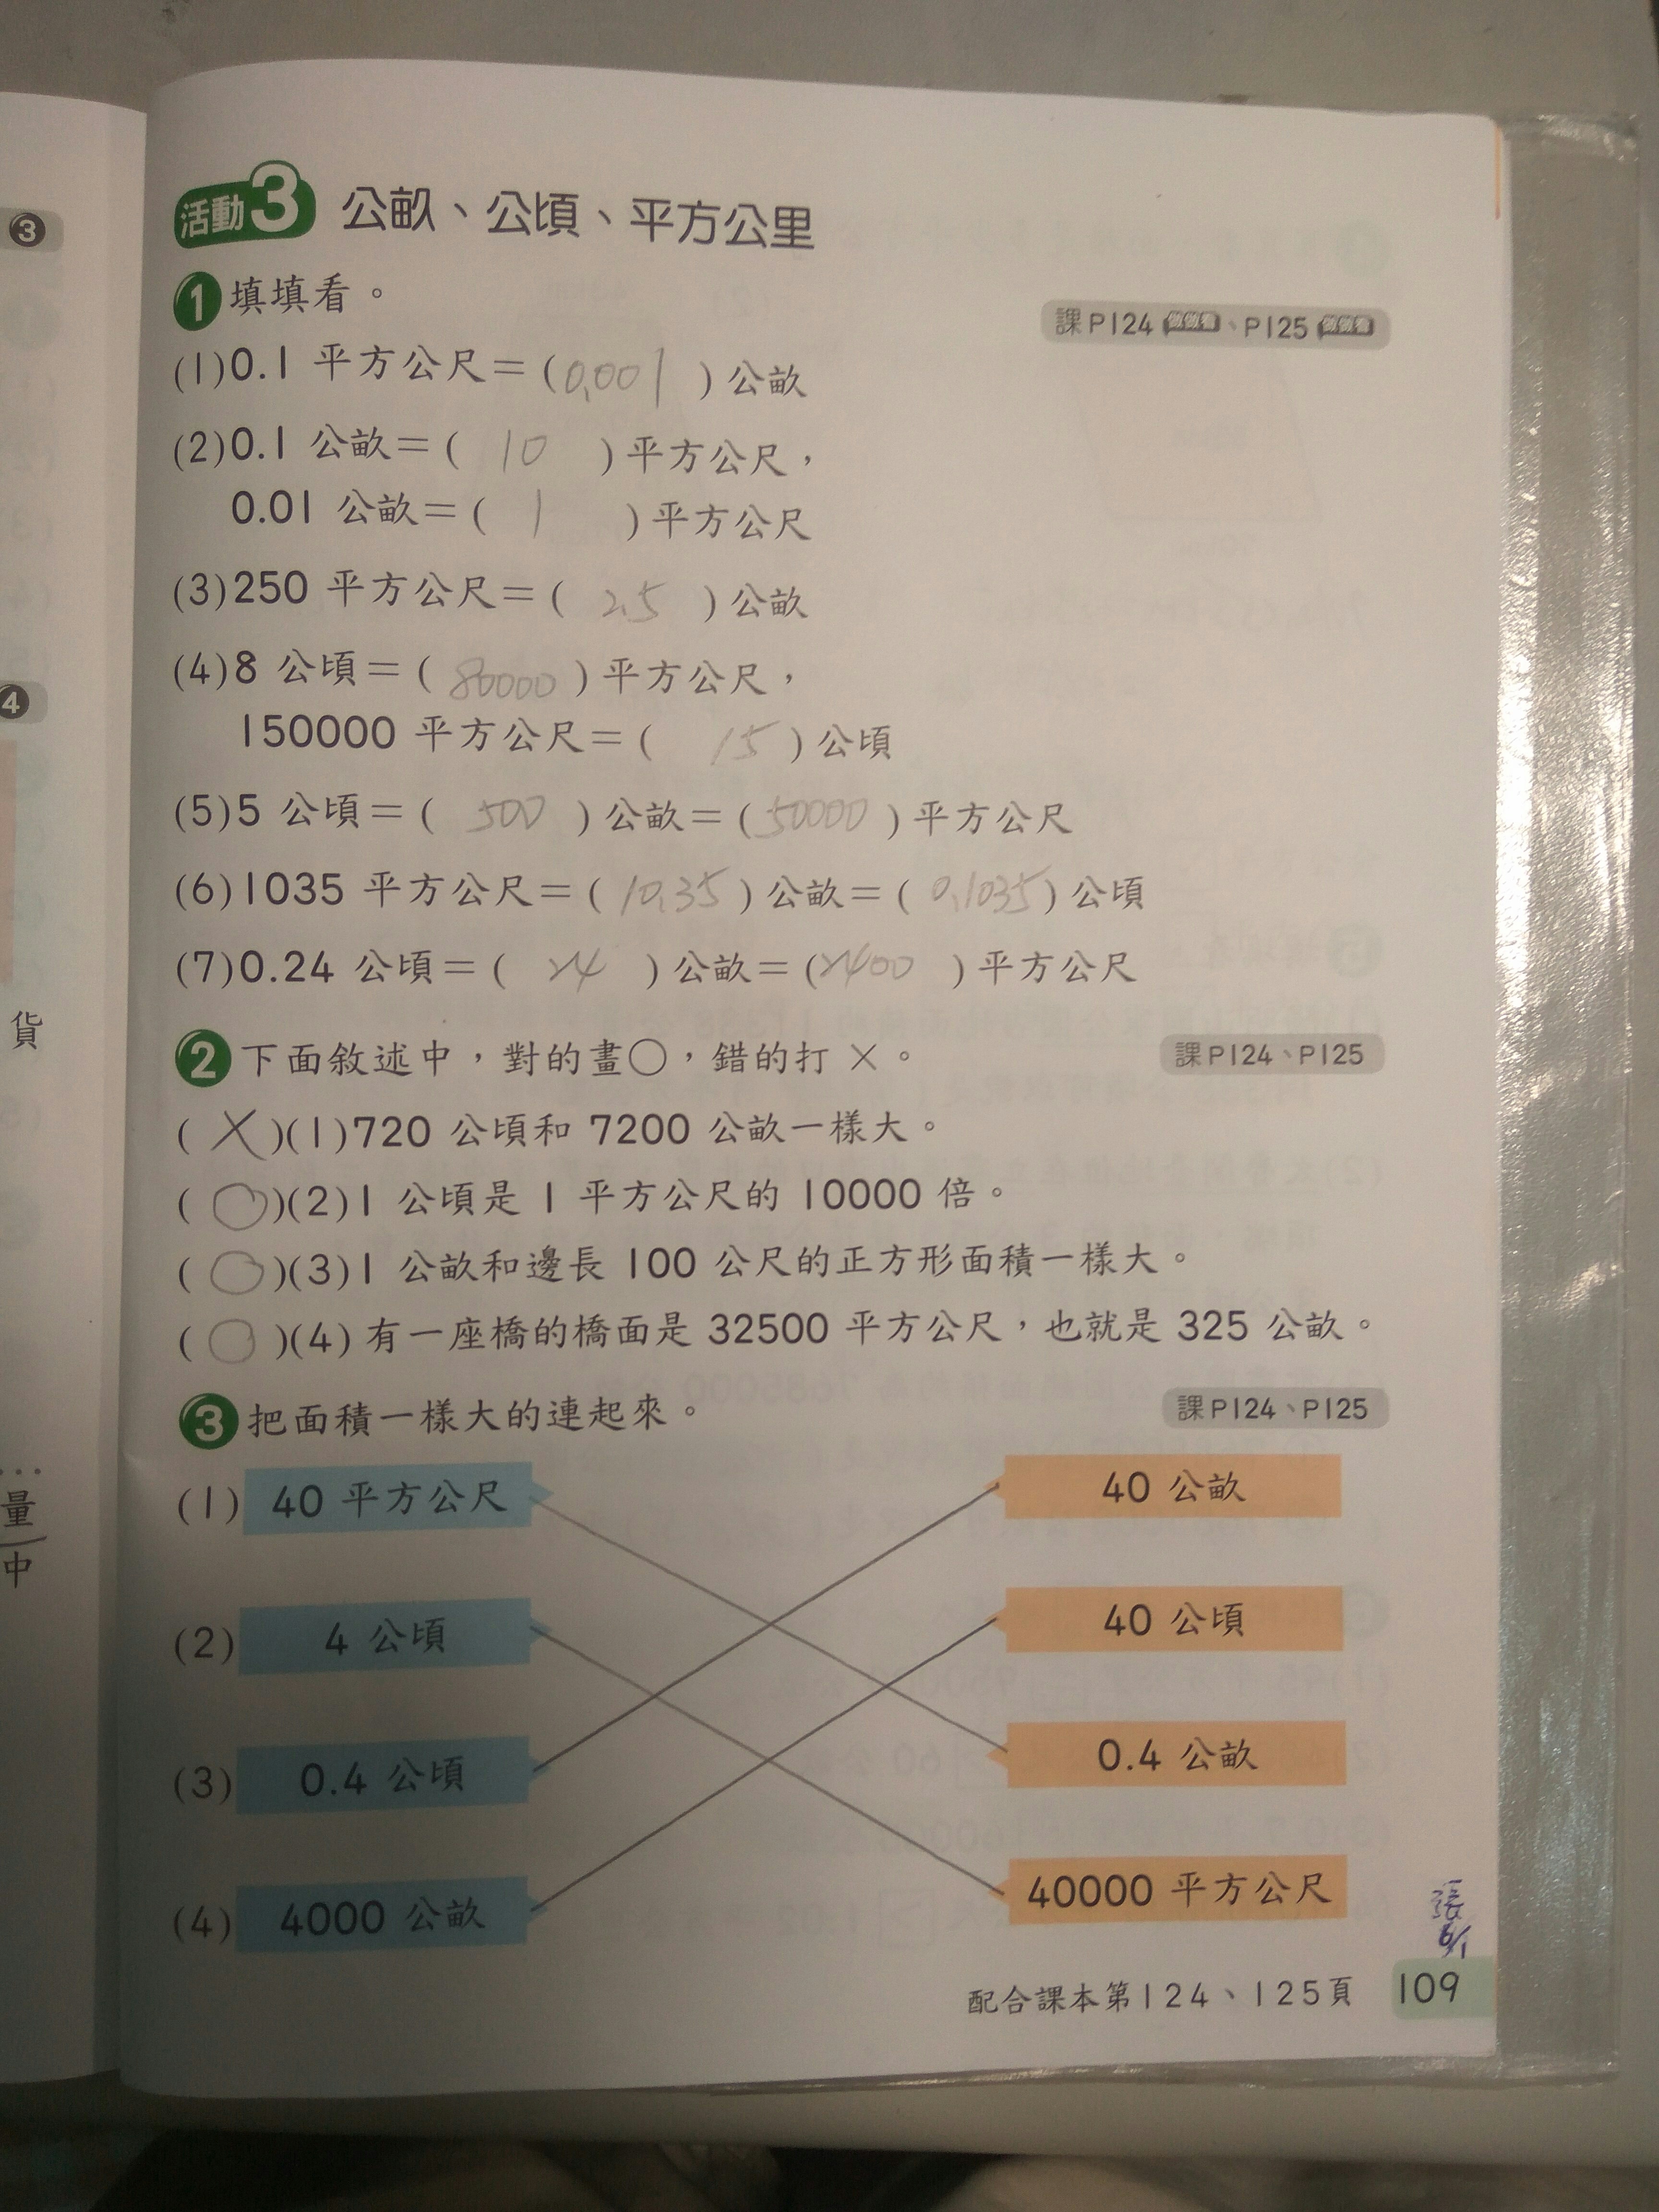 活動3 公畝、公頃、平方公里
1 填填看。
課P124 做做看、P125 做做看
(1)0.1 平方公尺＝(0.001)公畝
(2)0.1 公畝＝( 10 )平方公尺，
0.01 公畝＝( 1 )平方公尺
(3)250 平方公尺＝( 2.5 )公畝
(4)8 公頃＝( 80000 )平方公尺，
150000 平方公尺＝( 15 )公頃
(5)5 公頃＝( 500 )公畝＝( 50000 )平方公尺
(6)1035 平方公尺＝( 10.35 )公畝＝( 0.1035 )公頃
(7)0.24 公頃＝( 24 )公畝＝( 2400 )平方公尺
2 下面敘述中，對的畫○，錯的打 ×。
課P124、P125
( × )(1)720 公頃和 7200 公畝一樣大。
( ○ )(2)1 公頃是 1 平方公尺的 10000 倍。
( ○ )(3)1 公畝和邊長 100 公尺的正方形面積一樣大。
( ○ )(4)有一座橋的橋面是 32500 平方公尺，也就是 325 公畝。
3 把面積一樣大的連起來。
課P124、P125
(1) 40 平方公尺
40 公畝
(2) 4 公頃
40 公頃
(3) 0.4 公頃
0.4 公畝
(4) 4000 公畝
40000 平方公尺
配合課本第124、125頁
109
3
4
貨
量
中
張